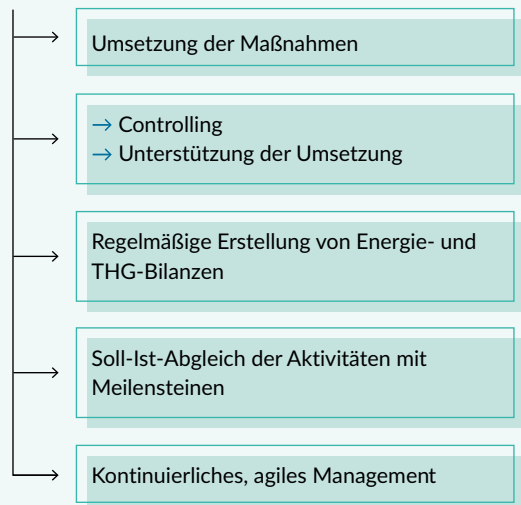 Umsetzung der Maßnahmen
→ Controlling
→ Unterstützung der Umsetzung
Regelmäßige Erstellung von Energie- und
THG-Bilanzen
Soll-Ist-Abgleich der Aktivitäten mit
Meilensteinen
Kontinuierliches, agiles Management